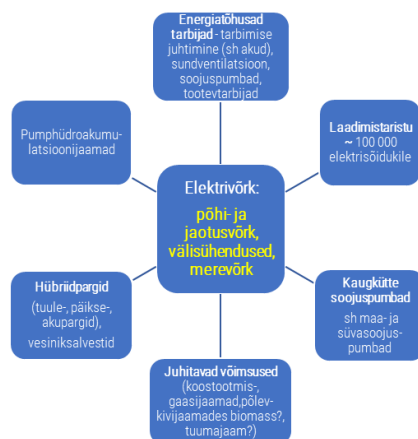 Energiatõhusad
tarbijad - tarbimise
juhtimine (sh akud),
sundventilatsioon,
soojuspumbad,
tootevtarbijad
Pumphüdroakumu-
latsioonijaamad
Laadimistaristu
~ 100 000
elektrisõidukile
Elektrivõrk:
põhi- ja
jaotusvõrk,
välisühendused,
merevõrk
Hübriidpargid
(tuule-, päikse-,
akupargid),
vesiniksalvestid
Kaugkütte
soojuspumbad
sh maa- ja
süvasoojus-
pumbad
Juhitavad võimsused
(koostootmis-,
gaasijaamad,põlev-
kivijaamades biomass?,
tuumajaam?)